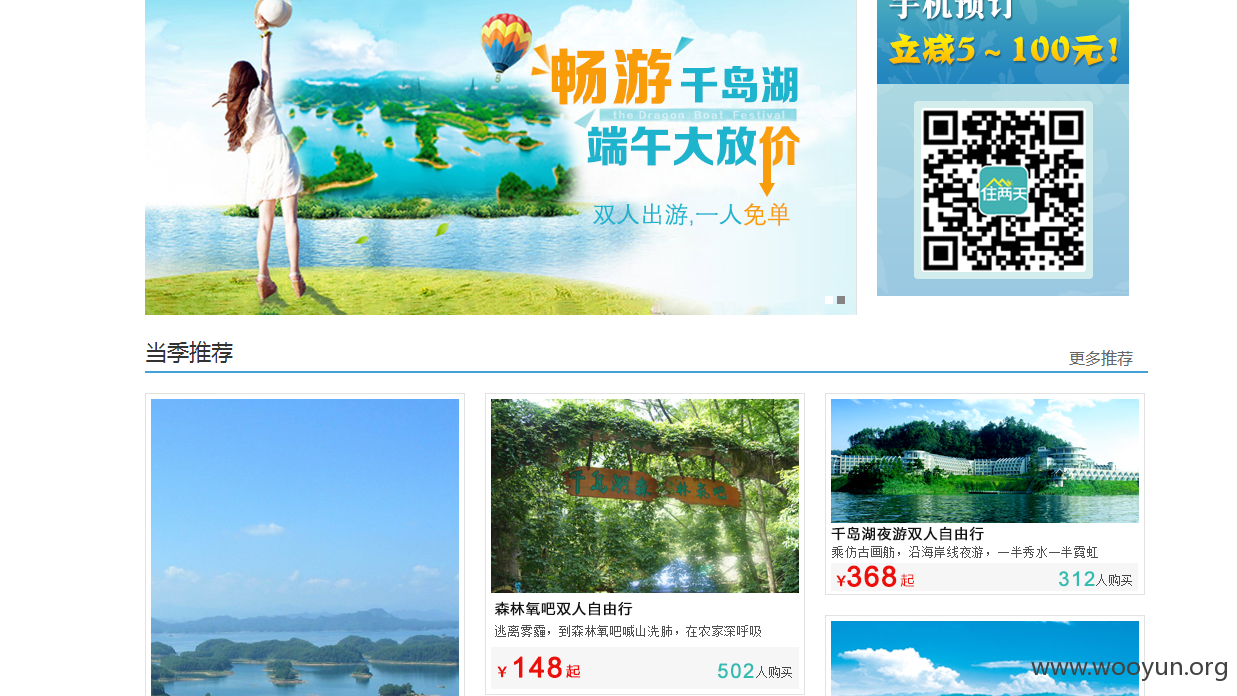 手机预订
立减5~100元!
畅游千岛湖
the Dragon Boat Festival
端午大放价
双人出游,一人免单
住两天
当季推荐
更多推荐
千岛湖森林氧吧
森林氧吧双人自由行
逃离雾霾，到森林氧吧喊山洗肺，在农家深呼吸
¥148起
502人购买
千岛湖夜游双人自由行
乘仿古画舫，沿海岸线夜游，一半秀水一半霓虹
¥368起
312人购买
www.wooyun.org